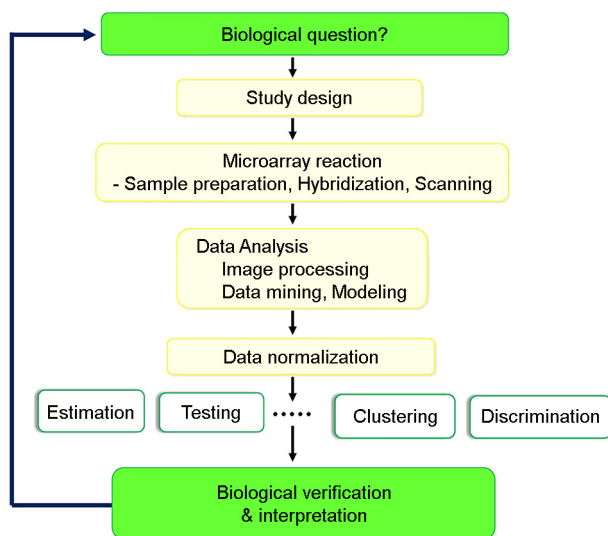 Biological question?
Study design
Microarray reaction
- Sample preparation, Hybridization, Scanning
Data Analysis
Image processing
Data mining, Modeling
Data normalization
Estimation
Testing
.....
Clustering
Discrimination
Biological verification
& interpretation